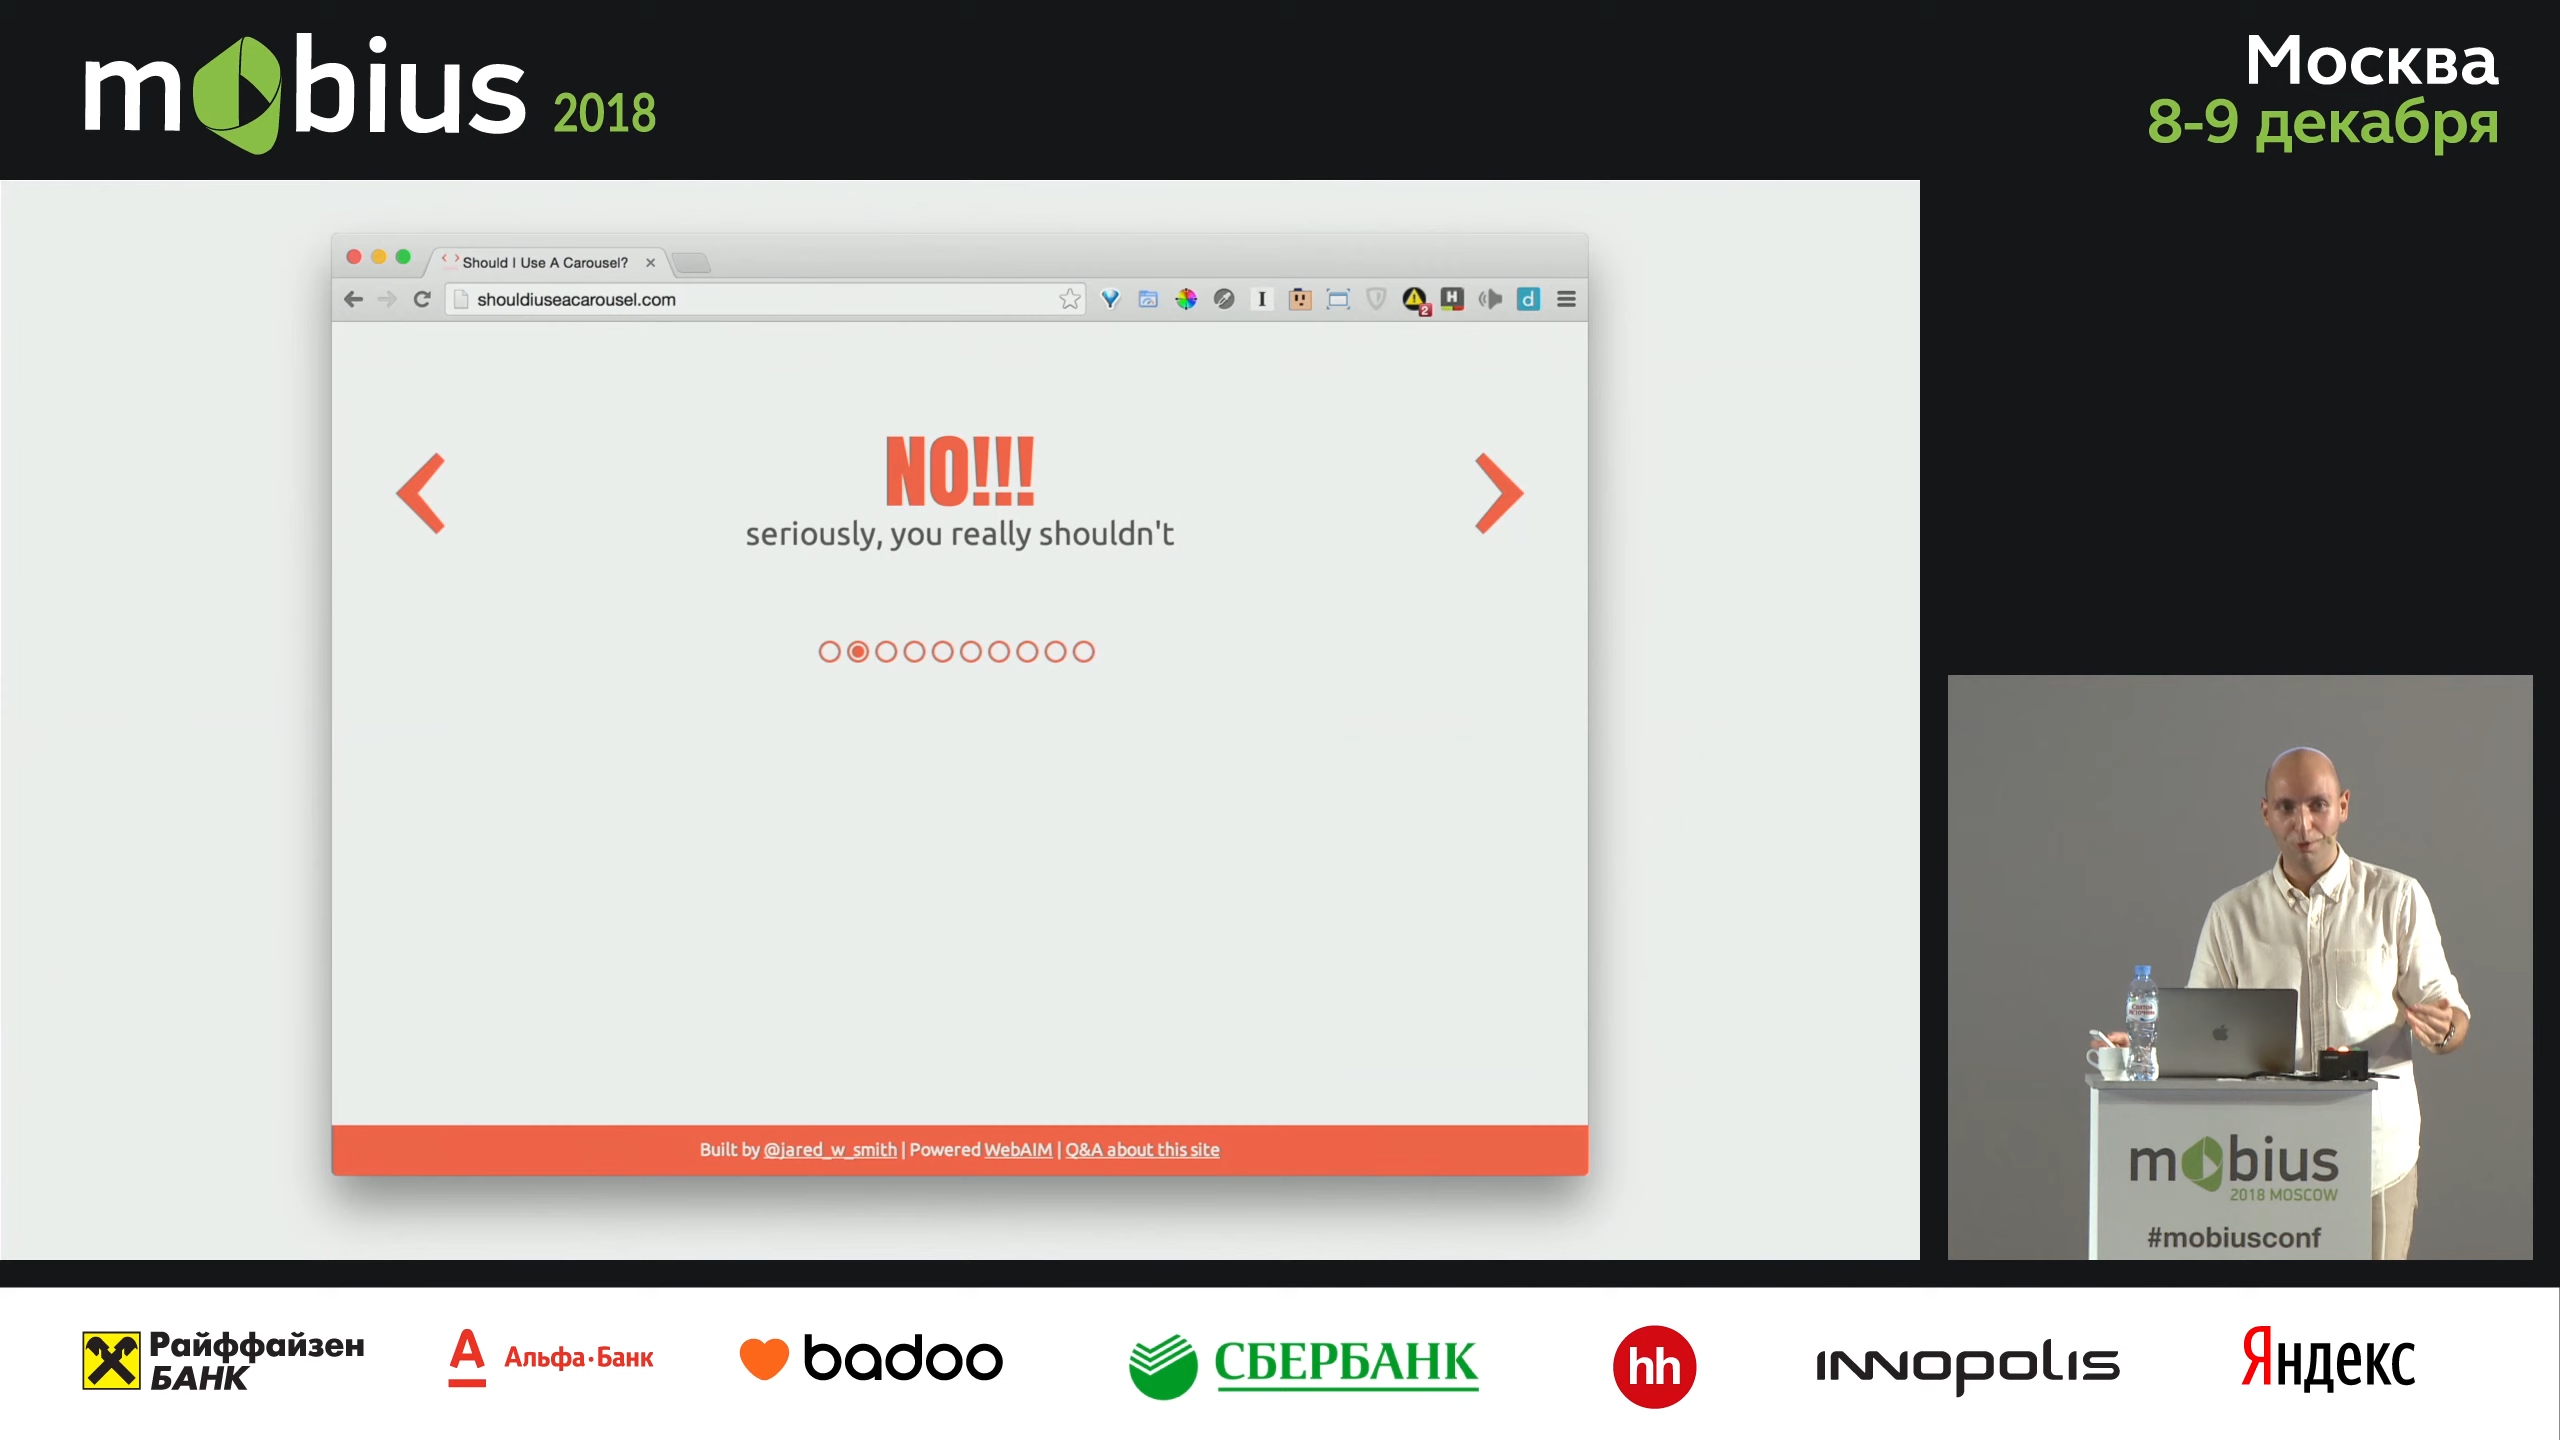 mobius 2018
Москва
8-9 декабря
Should I Use A Carousel?
shouldiuseacarousel.com
2
H
d
NO!!!
seriously, you really shouldn't
Built by @jared_w_smith | Powered WebAIM | Q&A about this site
mobius
2018 MOSCOW
#mobiusconf
Райффайзен
БАНК
Альфа·Банк
badoo
СБЕРБАНК
hh
INNOPOLIS
Яндекс